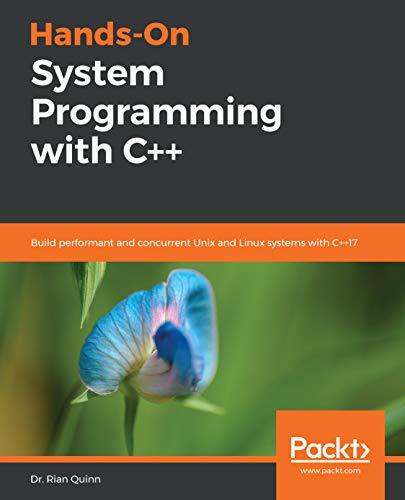 Hands-On
System
Programming
with C++
Build performant and concurrent Unix and Linux systems with C++17
Packt>
www.packt.com
Dr. Rian Quinn